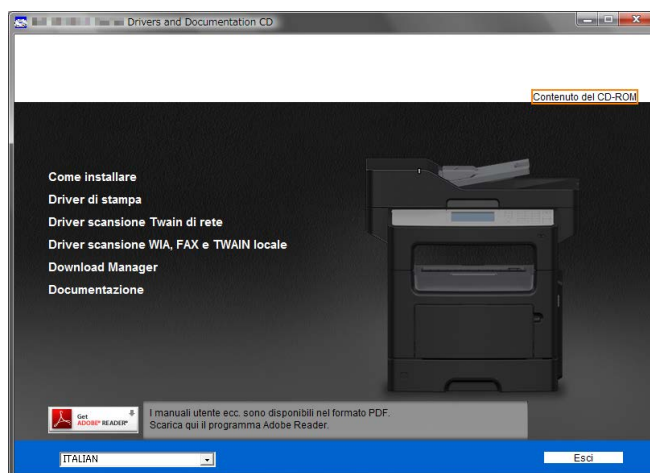 Drivers and Documentation CD
Contenuto del CD-ROM
Come installare
Driver di stampa
Driver scansione Twain di rete
Driver scansione WIA, FAX e TWAIN locale
Download Manager
Documentazione
Get
ADOBE® READER®
I manuali utente ecc. sono disponibili nel formato PDF.
Scarica qui il programma Adobe Reader.
ITALIAN
Esci